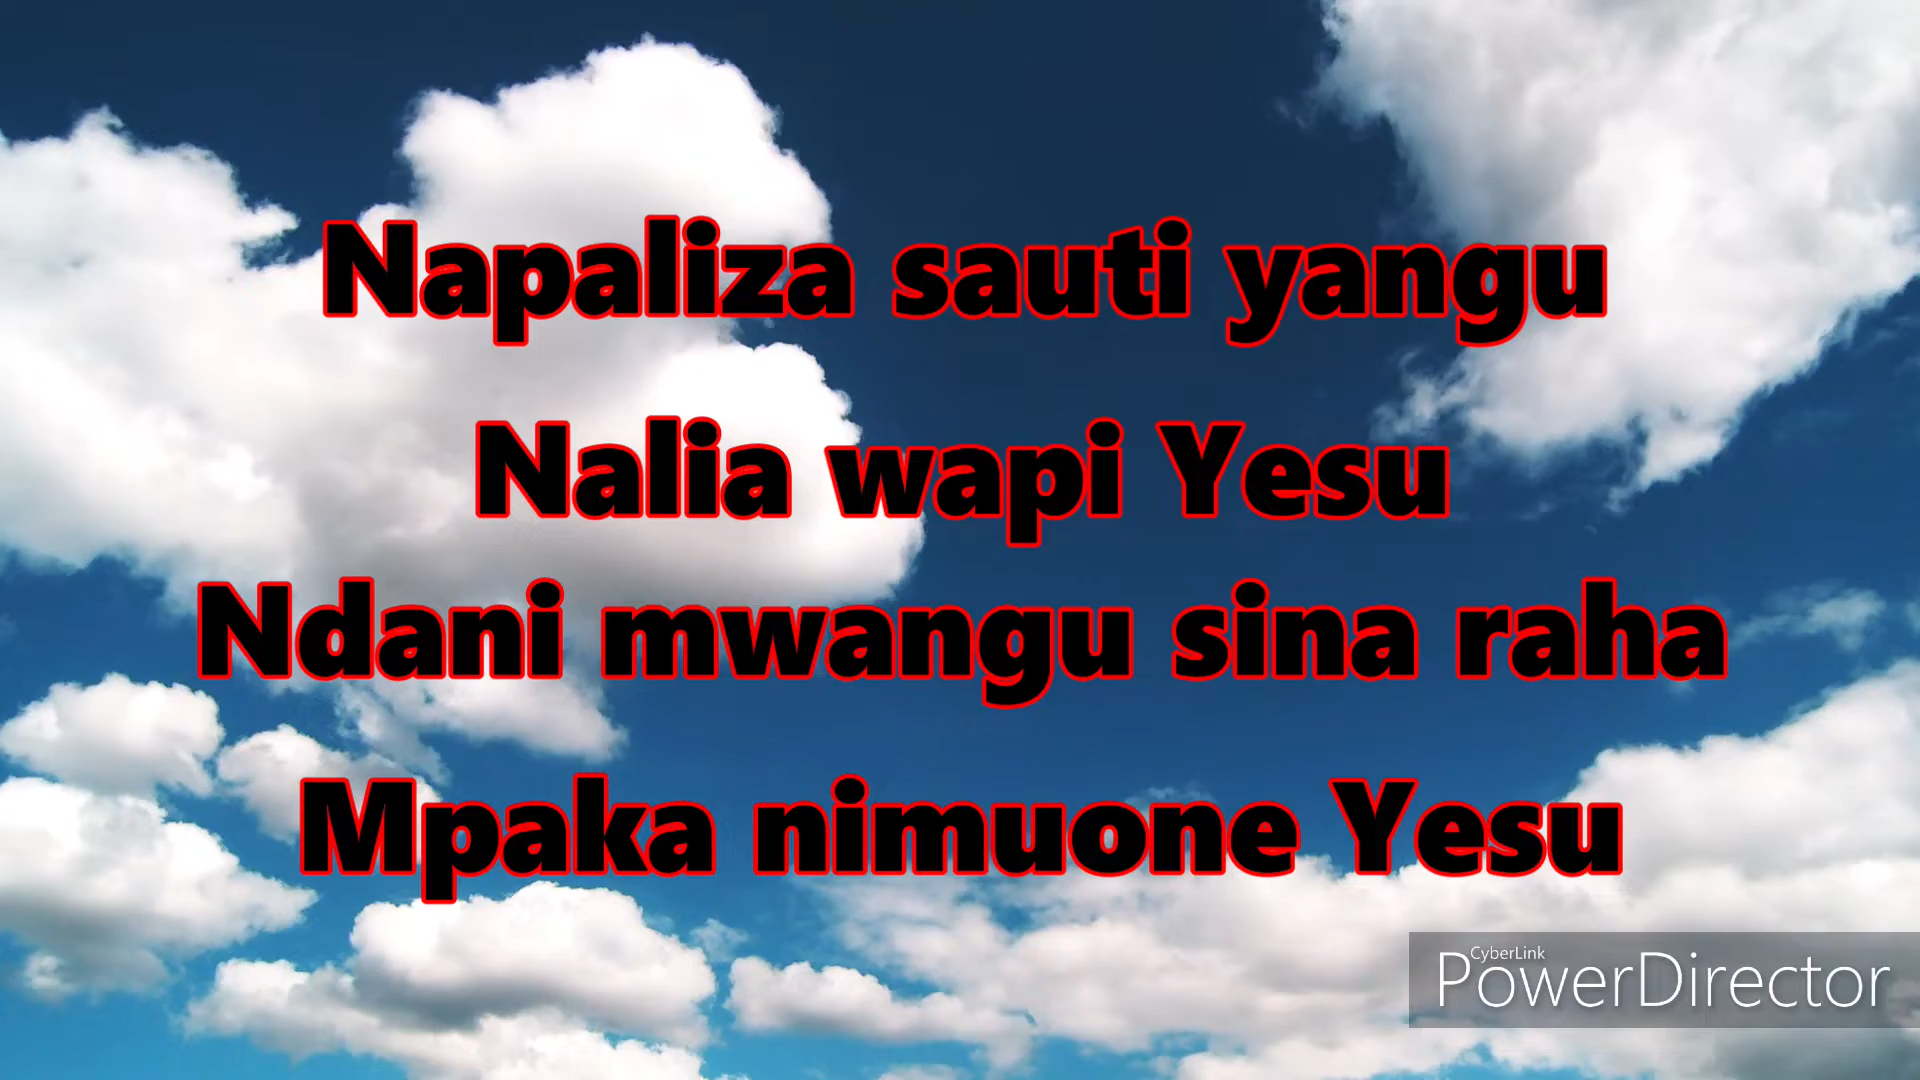 Napaliza sauti yangu
Nalia wapi Yesu
Ndani mwangu sina raha
Mpaka nimuone Yesu
CyberLink
PowerDirector